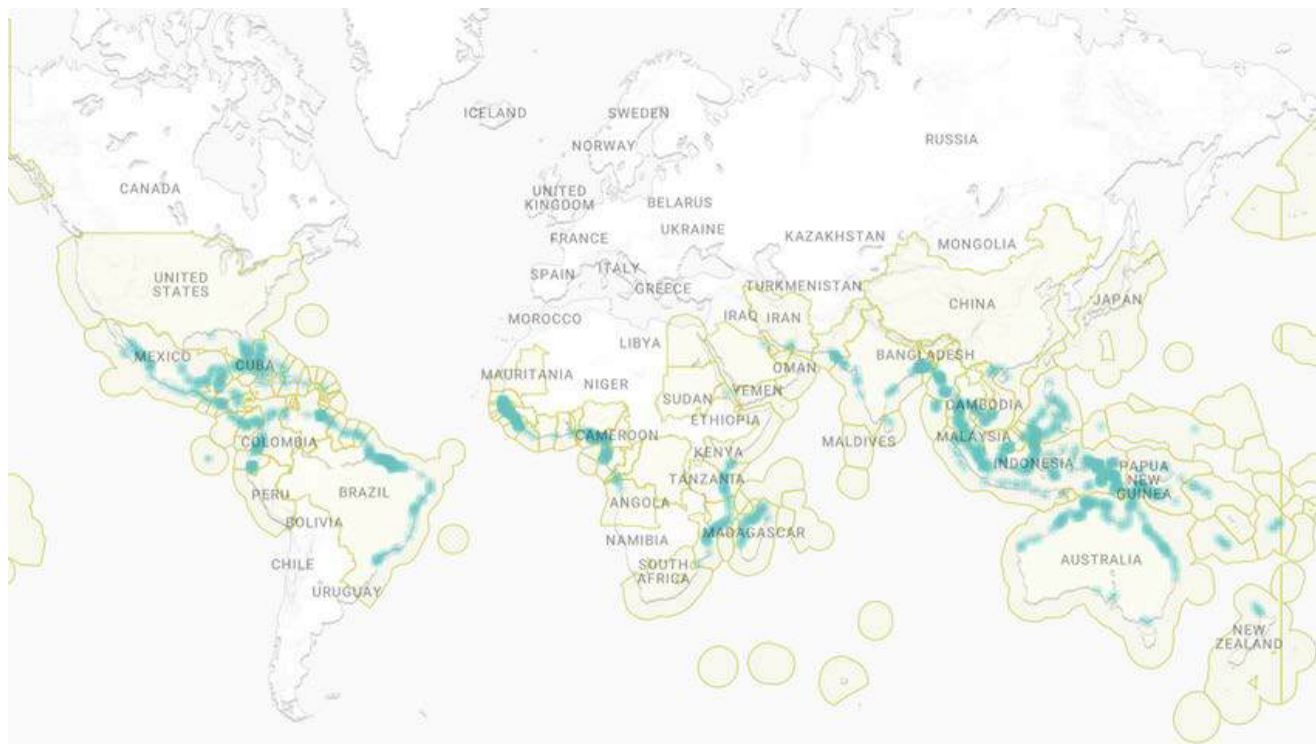 ICELAND
SWEDEN
NORWAY
RUSSIA
CANADA
UNITED
KINGDOM
BELARUS
UKRAINE
FRANCE
KAZAKHSTAN
MONGOLIA
ITALY
SPAIN
GREECE
TURKMENISTAN
UNITED
STATES
CHINA
JAPAN
MOROCCO
IRAQ
IRAN
LIBYA
MEXICO
CUBA
BANGLADESH
OMAN
MAURITANIA
NIGER
YEMEN
SUDAN
CAMBODIA
ETHIOPIA
COLOMBIA
CAMEROON
MALDIVES
MALAYSIA
KENYA
INDONESIA
PAPUA
NEW
GUINEA
TANZANIA
PERU
BRAZIL
ANGOLA
BOLIVIA
MADAGASCAR
NAMIBIA
CHILE
SOUTH
AFRICA
AUSTRALIA
URUGUAY
NEW
ZEALAND